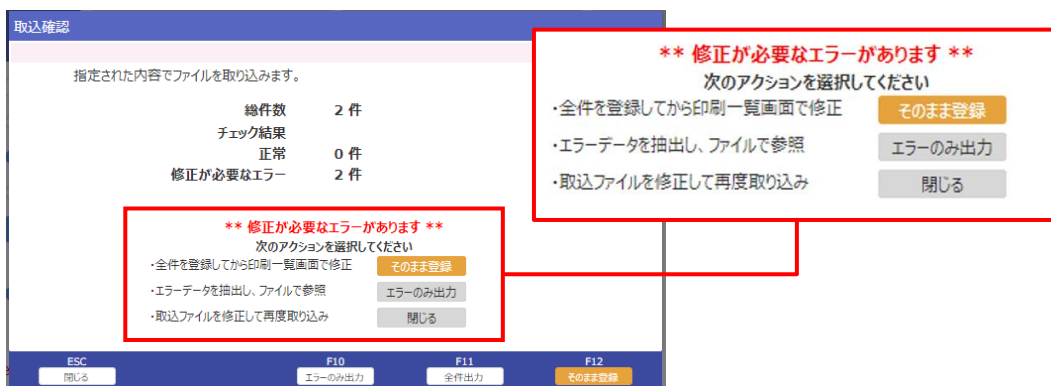 取込確認
指定された内容でファイルを取り込みます。
総件数 2 件
チェック結果
正常 0 件
修正が必要なエラー 2 件
** 修正が必要なエラーがあります **
次のアクションを選択してください
・全件を登録してから印刷一覧画面で修正 そのまま登録
・エラーデータを抽出し、ファイルで参照 エラーのみ出力
・取込ファイルを修正して再度取り込み 閉じる
ESC F10 F11 F12
閉じる エラーのみ出力 全件出力 そのまま登録
** 修正が必要なエラーがあります **
次のアクションを選択してください
・全件を登録してから印刷一覧画面で修正 そのまま登録
・エラーデータを抽出し、ファイルで参照 エラーのみ出力
・取込ファイルを修正して再度取り込み 閉じる